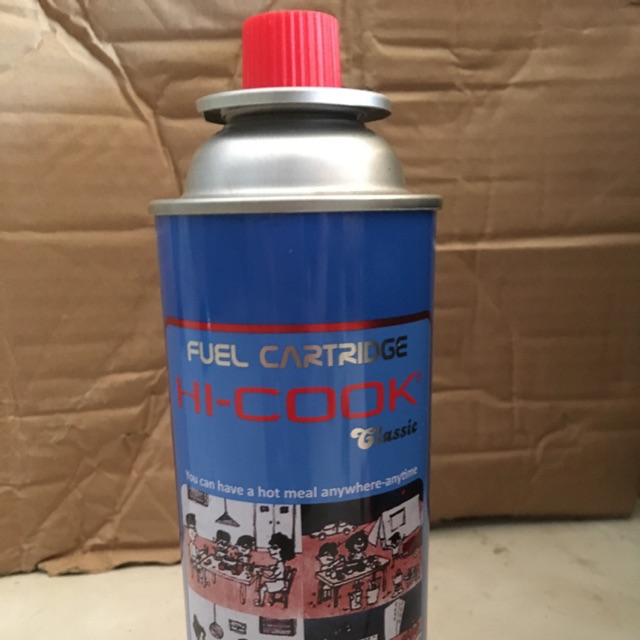 FUEL CARTRIDGE
HI-COOK®
Classic
You can have a hot meal anywhere-anytime